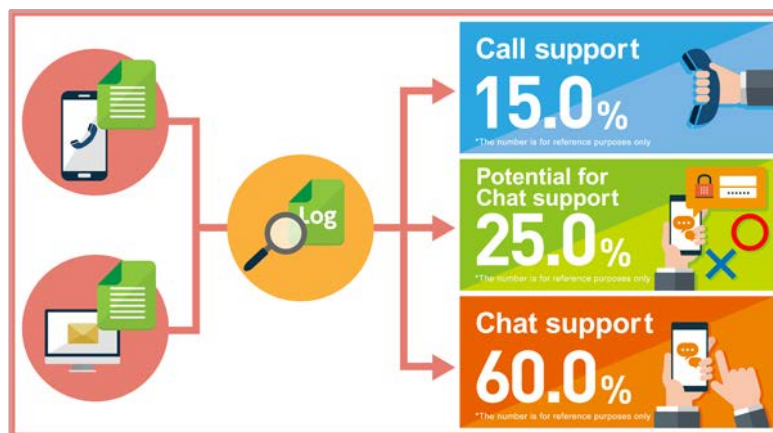 Log
Call support
15.0%
*The number is for reference purposes only
Potential for
Chat support
25.0%
*The number is for reference purposes only
Chat support
60.0%
*The number is for reference purposes only